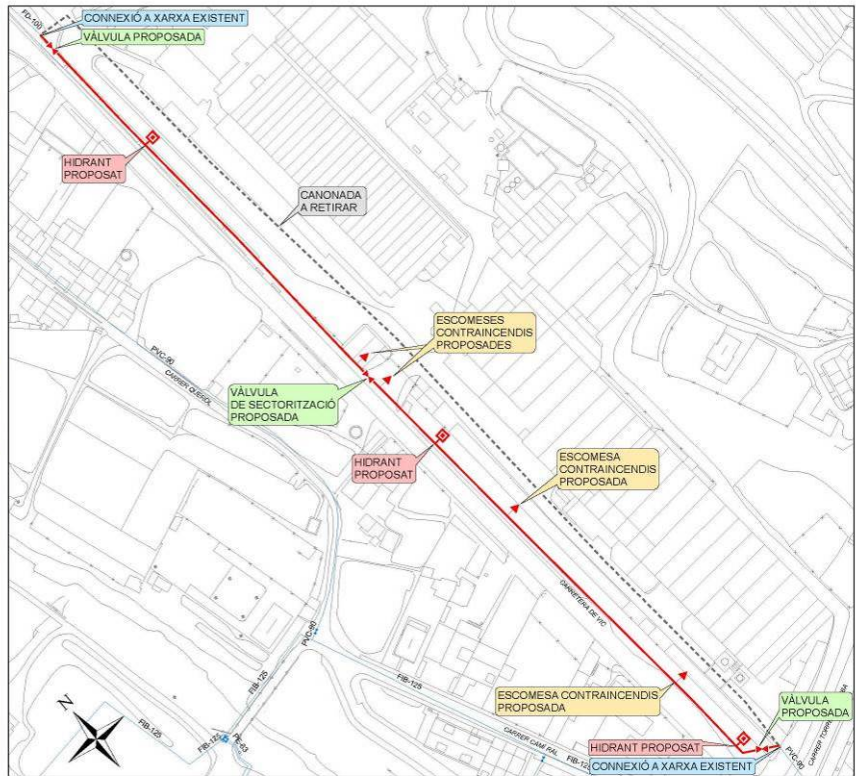 FD-100
CONNEXIÓ A XARXA EXISTENT
VÀLVULA PROPOSADA
HIDRANT
PROPOSAT
CANONADA
A RETIRAR
ESCOMESES
CONTRAINCENDIS
PROPOSADES
PVC-90
CARRER QUEROL
VÀLVULA
DE SECTORITZACIÓ
PROPOSADA
HIDRANT
PROPOSAT
ESCOMESA
CONTRAINCENDIS
PROPOSADA
CARRETERA DE VIC
PVC-90
FIB-125
FIB-125
ESCOMESA CONTRAINCENDIS
PROPOSADA
VÀLVULA
PROPOSADA
N
FIB-125
PE-63
CARRER CAMÍ RAL
HIDRANT PROPOSAT
CONNEXIÓ A XARXA EXISTENT
PVC-90